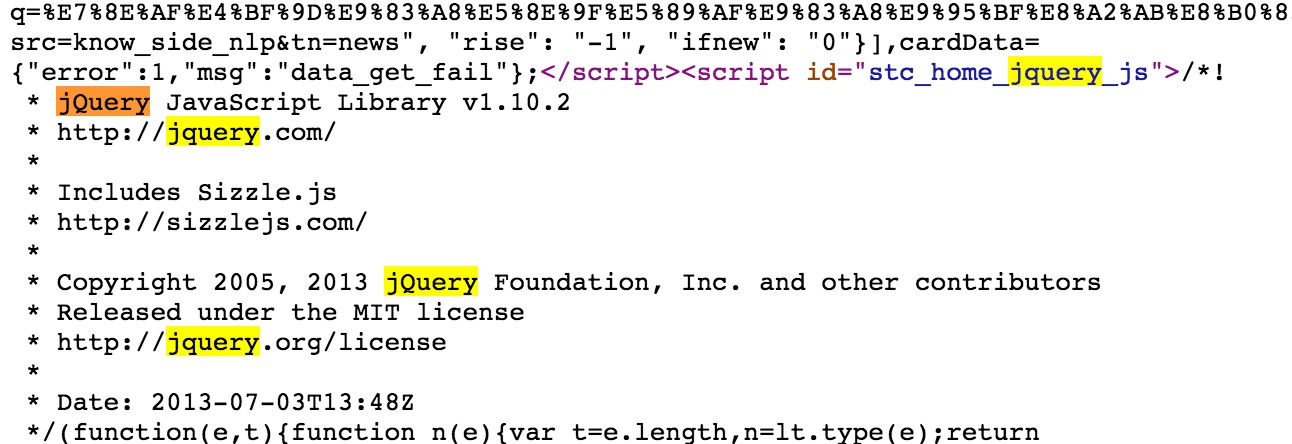 q=%E7%8E%AF%E4%BF%9D%E9%83%A8%E5%8E%9F%E5%89%AF%E9%83%A8%E9%95%BF%E8%A2%AB%E8%B0%8
src=know_side_nlp&tn=news", "rise": "-1", "ifnew": "0"}],cardData=
{"error":1,"msg":"data_get_fail"};</script><script id="stc_home_jquery_js">/*!
* jQuery JavaScript Library v1.10.2
* http://jquery.com/
*
* Includes Sizzle.js
* http://sizzlejs.com/
*
* Copyright 2005, 2013 jQuery Foundation, Inc. and other contributors
* Released under the MIT license
* http://jquery.org/license
*
* Date: 2013-07-03T13:48Z
*/(function(e,t){function n(e){var t=e.length,n=lt.type(e);return